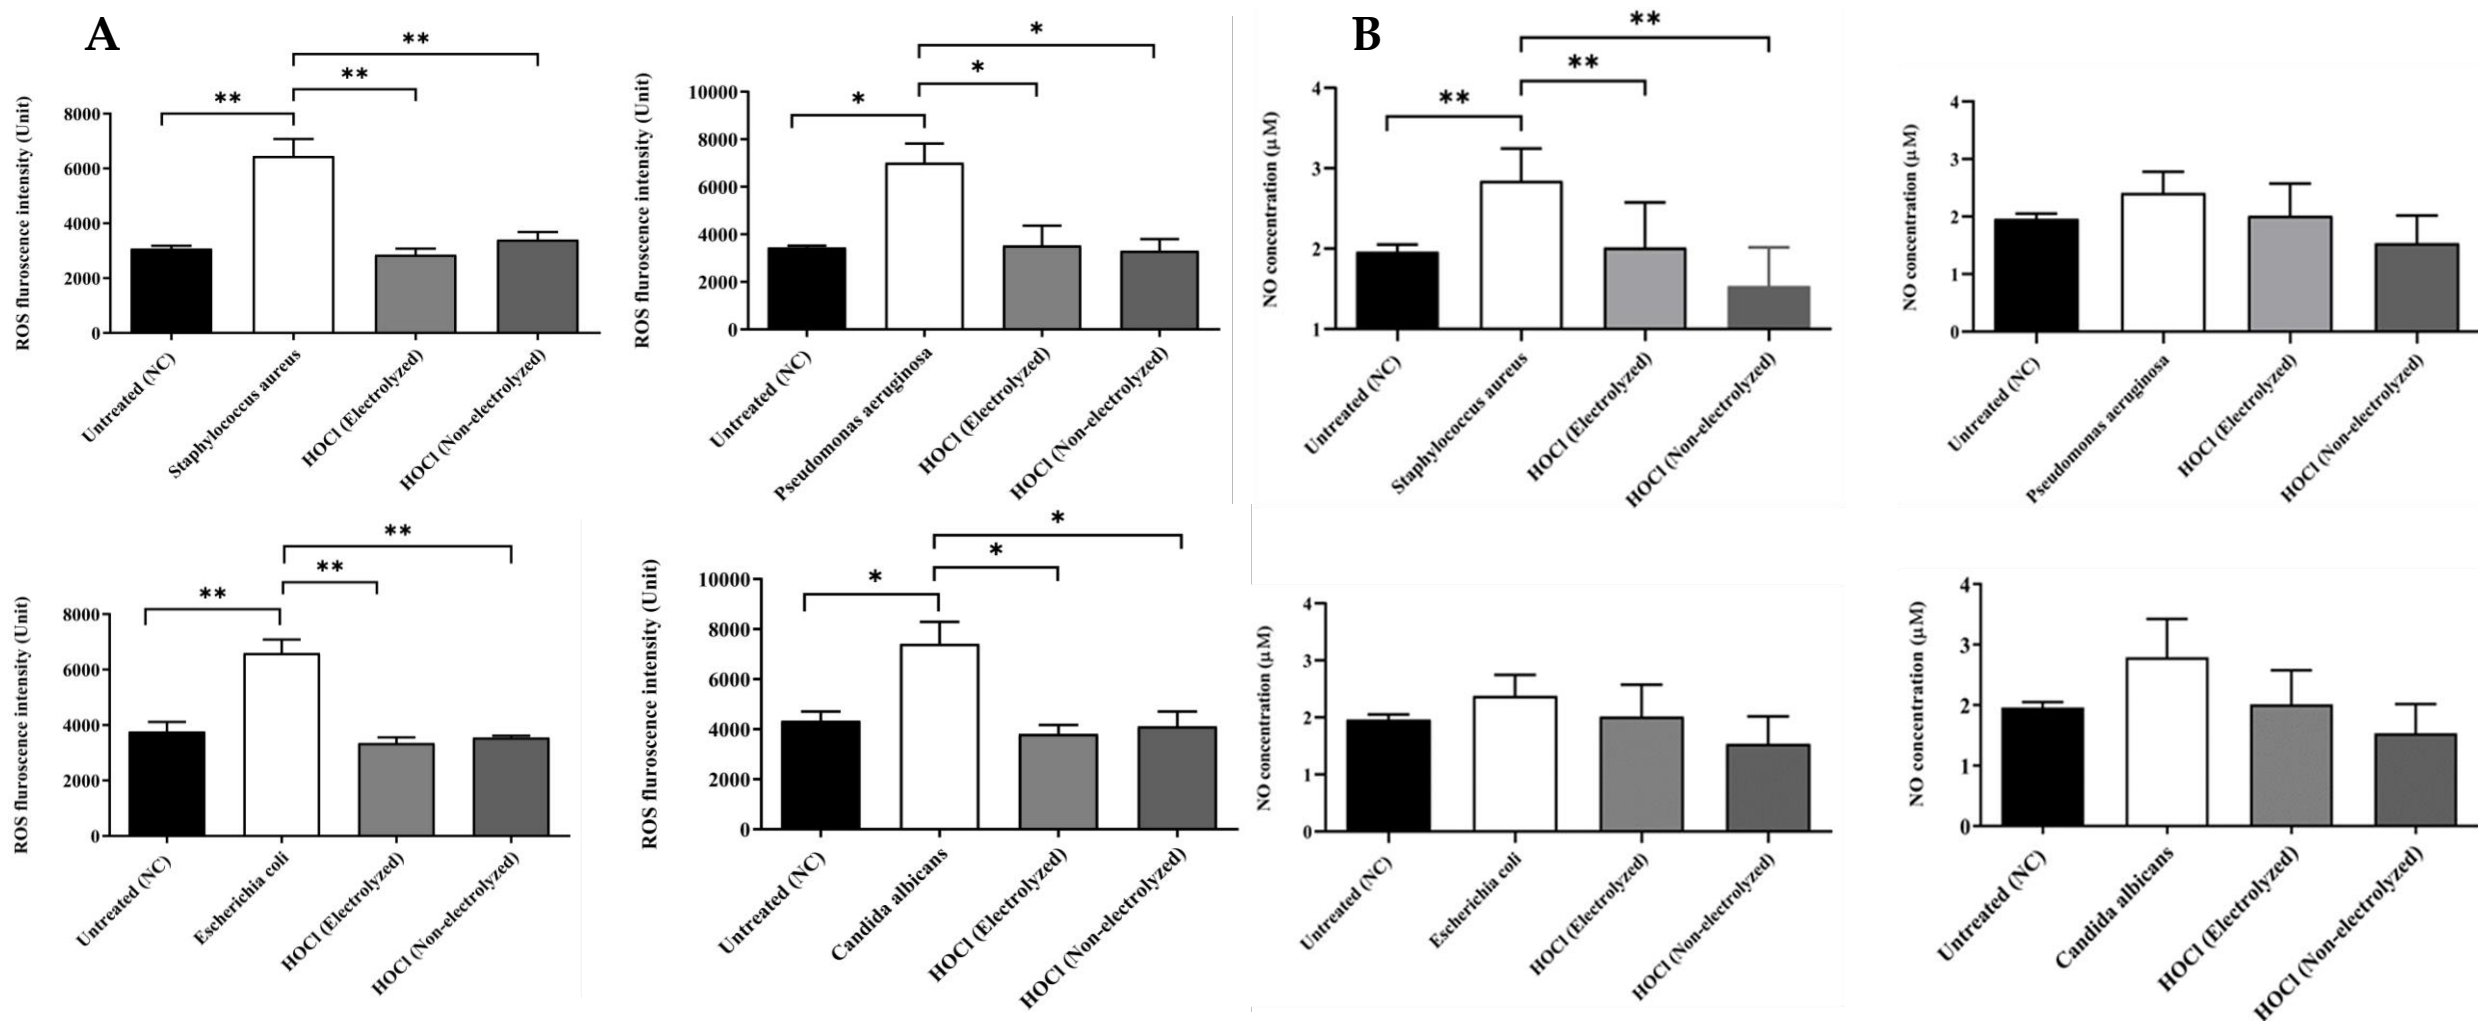 A
**
**
**
ROS fluroscence intensity (Unit)
8000
6000
4000
2000
0
Untreated (NC)
Staphylococcus aureus
HOCl (Electrolyzed)
HOCl (Non-electrolyzed)
*
*
*
ROS fluroscence intensity (Unit)
10000
8000
6000
4000
2000
0
Untreated (NC)
Pseudomonas aeruginosa
HOCl (Electrolyzed)
HOCl (Non-electrolyzed)
B
**
**
**
NO concentration (µM)
4
3
2
1
Untreated (NC)
Staphylococcus aureus
HOCl (Electrolyzed)
HOCl (Non-electrolyzed)
NO concentration (µM)
4
3
2
1
0
Untreated (NC)
Pseudomonas aeruginosa
HOCl (Electrolyzed)
HOCl (Non-electrolyzed)
**
**
**
ROS fluroscence intensity (Unit)
8000
6000
4000
2000
0
Untreated (NC)
Escherichia coli
HOCl (Electrolyzed)
HOCl (Non-electrolyzed)
*
*
*
ROS fluroscence intensity (Unit)
10000
8000
6000
4000
2000
0
Untreated (NC)
Candida albicans
HOCl (Electrolyzed)
HOCl (Non-electrolyzed)
NO concentration (µM)
4
3
2
1
0
Untreated (NC)
Escherichia coli
HOCl (Electrolyzed)
HOCl (Non-electrolyzed)
NO concentration (µM)
4
3
2
1
0
Untreated (NC)
Candida albicans
HOCl (Electrolyzed)
HOCl (Non-electrolyzed)